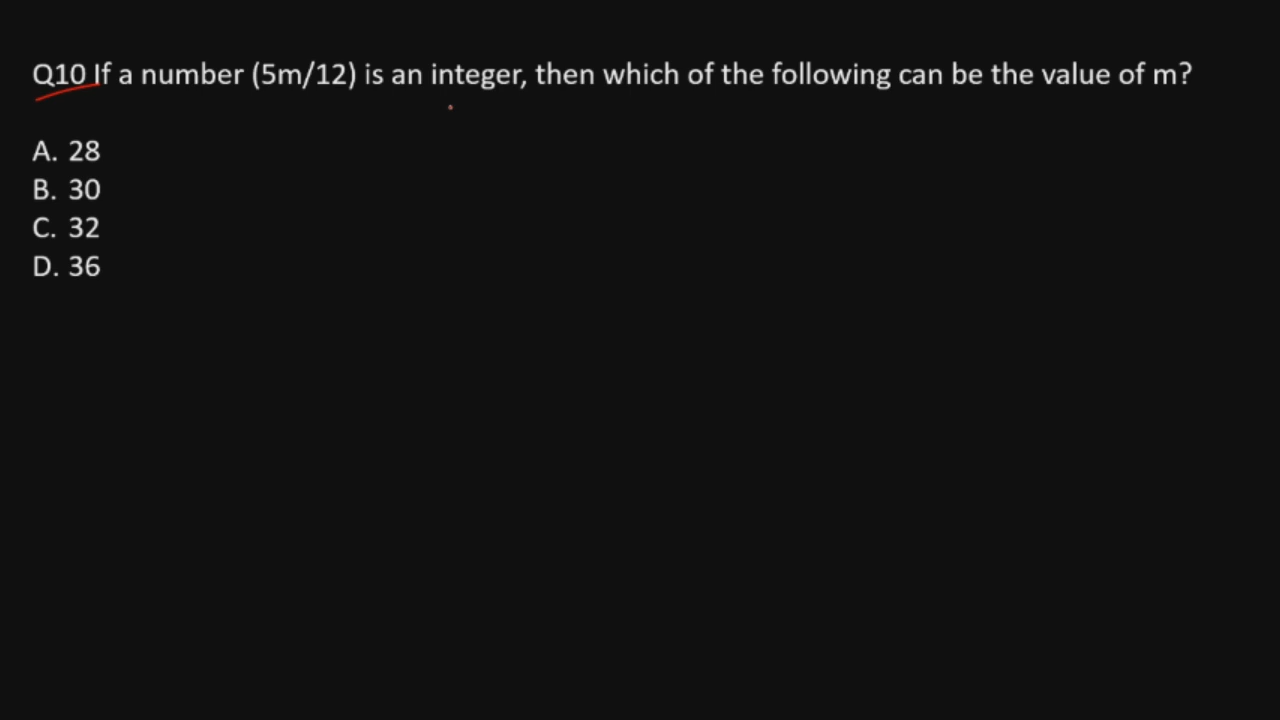 Q10 If a number (5m/12) is an integer, then which of the following can be the value of m?
A. 28
B. 30
C. 32
D. 36